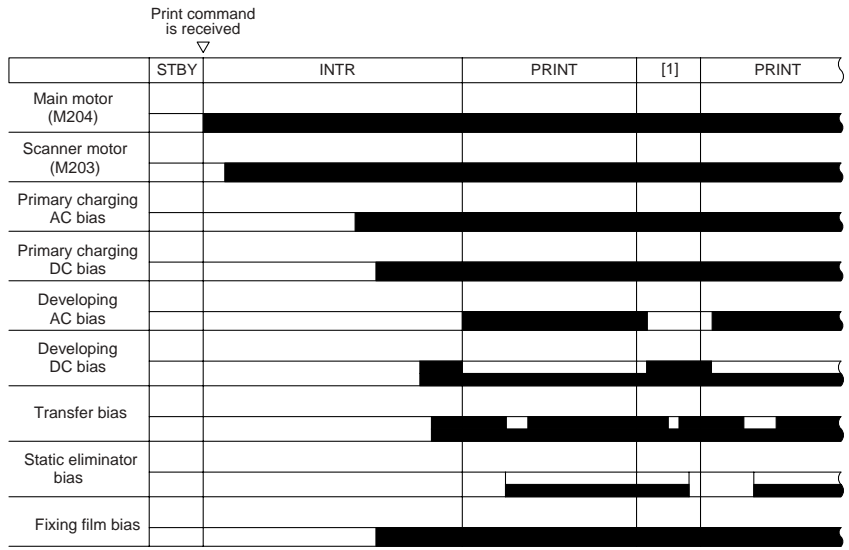 Print command
is received
STBY INTR PRINT [1] PRINT
Main motor
(M204)
Scanner motor
(M203)
Primary charging
AC bias
Primary charging
DC bias
Developing
AC bias
Developing
DC bias
Transfer bias
Static eliminator
bias
Fixing film bias